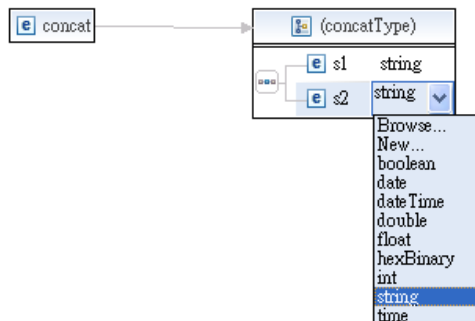 e concat
(concatType)
e s1 string
e s2 string
Browse...
New...
boolean
date
dateTime
double
float
hexBinary
int
string
time